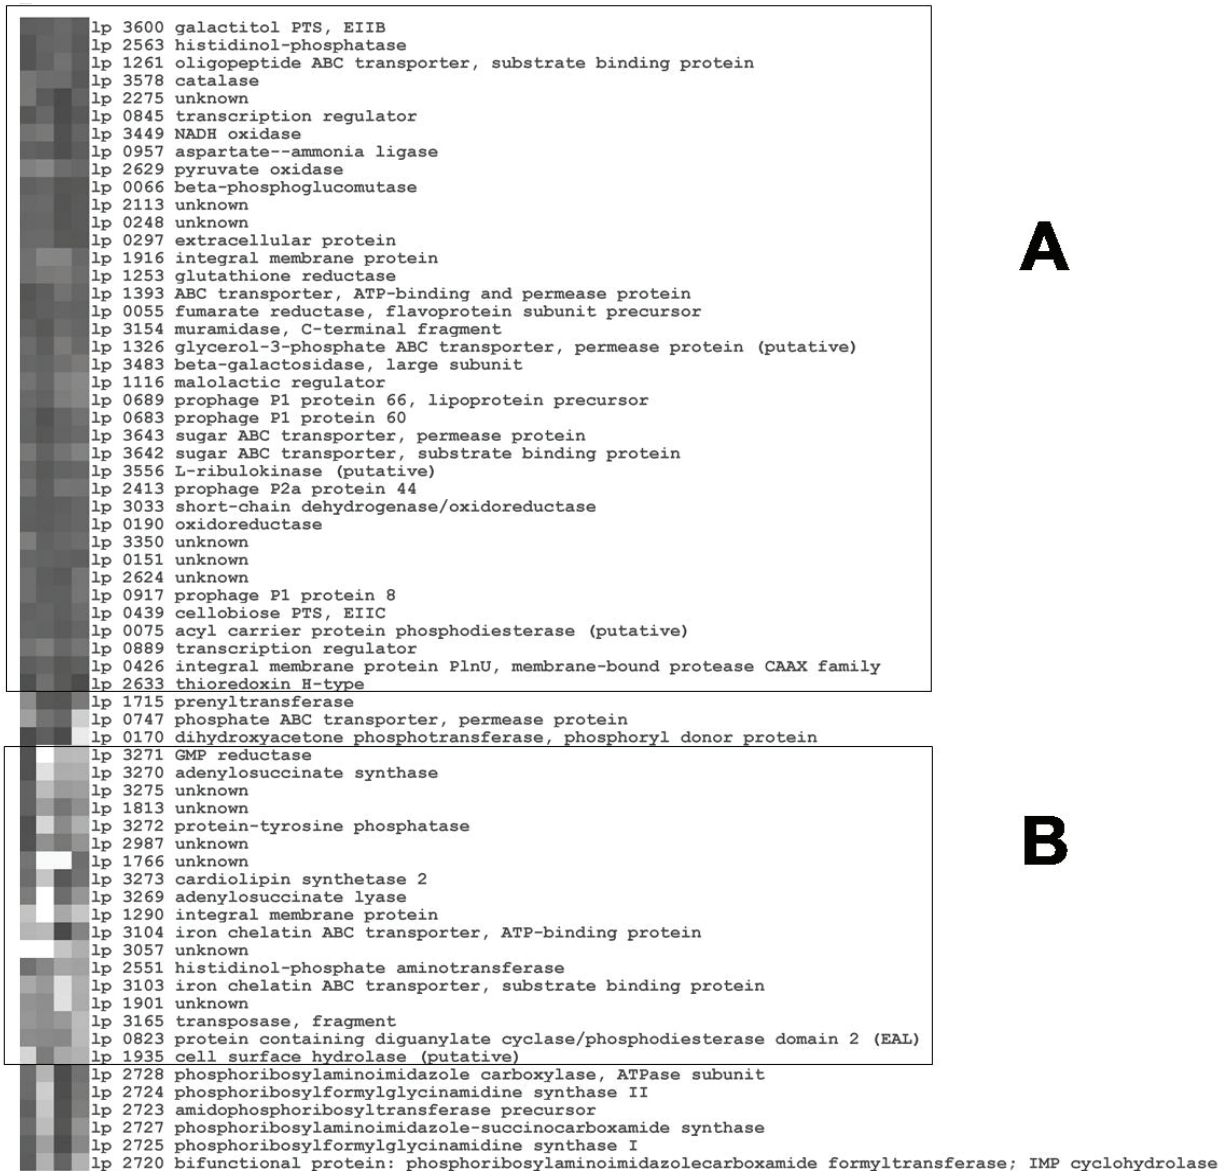 lp 3600 galactitol PTS, EIIB
lp 2563 histidinol-phosphatase
lp 1261 oligopeptide ABC transporter, substrate binding protein
lp 3578 catalase
lp 2275 unknown
lp 0845 transcription regulator
lp 3449 NADH oxidase
lp 0957 aspartate--ammonia ligase
lp 2629 pyruvate oxidase
lp 0066 beta-phosphoglucomutase
lp 2113 unknown
lp 0248 unknown
lp 0297 extracellular protein
lp 1916 integral membrane protein
lp 1253 glutathione reductase
lp 1393 ABC transporter, ATP-binding and permease protein
lp 0055 fumarate reductase, flavoprotein subunit precursor
lp 3154 muramidase, C-terminal fragment
lp 1326 glycerol-3-phosphate ABC transporter, permease protein (putative)
lp 3483 beta-galactosidase, large subunit
lp 1116 malolactic regulator
lp 0689 prophage P1 protein 66, lipoprotein precursor
lp 0683 prophage P1 protein 60
lp 3643 sugar ABC transporter, permease protein
lp 3642 sugar ABC transporter, substrate binding protein
lp 3556 L-ribulokinase (putative)
lp 2413 prophage P2a protein 44
lp 3033 short-chain dehydrogenase/oxidoreductase
lp 0190 oxidoreductase
lp 3350 unknown
lp 0151 unknown
lp 2624 unknown
lp 0917 prophage P1 protein 8
lp 0439 cellobiose PTS, EIIC
lp 0075 acyl carrier protein phosphodiesterase (putative)
lp 0889 transcription regulator
lp 0426 integral membrane protein PlnU, membrane-bound protease CAAX family
lp 2633 thioredoxin H-type
A
lp 1715 prenyltransferase
lp 0747 phosphate ABC transporter, permease protein
lp 0170 dihydroxyacetone phosphotransferase, phosphoryl donor protein
lp 3271 GMP reductase
lp 3270 adenylosuccinate synthase
lp 3275 unknown
lp 1813 unknown
lp 3272 protein-tyrosine phosphatase
lp 2987 unknown
lp 1766 unknown
lp 3273 cardiolipin synthetase 2
lp 3269 adenylosuccinate lyase
lp 1290 integral membrane protein
lp 3104 iron chelatin ABC transporter, ATP-binding protein
lp 3057 unknown
lp 2551 histidinol-phosphate aminotransferase
lp 3103 iron chelatin ABC transporter, substrate binding protein
lp 1901 unknown
lp 3165 transposase, fragment
lp 0823 protein containing diguanylate cyclase/phosphodiesterase domain 2 (EAL)
lp 1935 cell surface hydrolase (putative)
B
lp 2728 phosphoribosylaminoimidazole carboxylase, ATPase subunit
lp 2724 phosphoribosylformylglycinamidine synthase II
lp 2723 amidophosphoribosyltransferase precursor
lp 2727 phosphoribosylaminoimidazole-succinocarboxamide synthase
lp 2725 phosphoribosylformylglycinamidine synthase I
lp 2720 bifunctional protein: phosphoribosylaminoimidazolecarboxamide formyltransferase; IMP cyclohydrolase